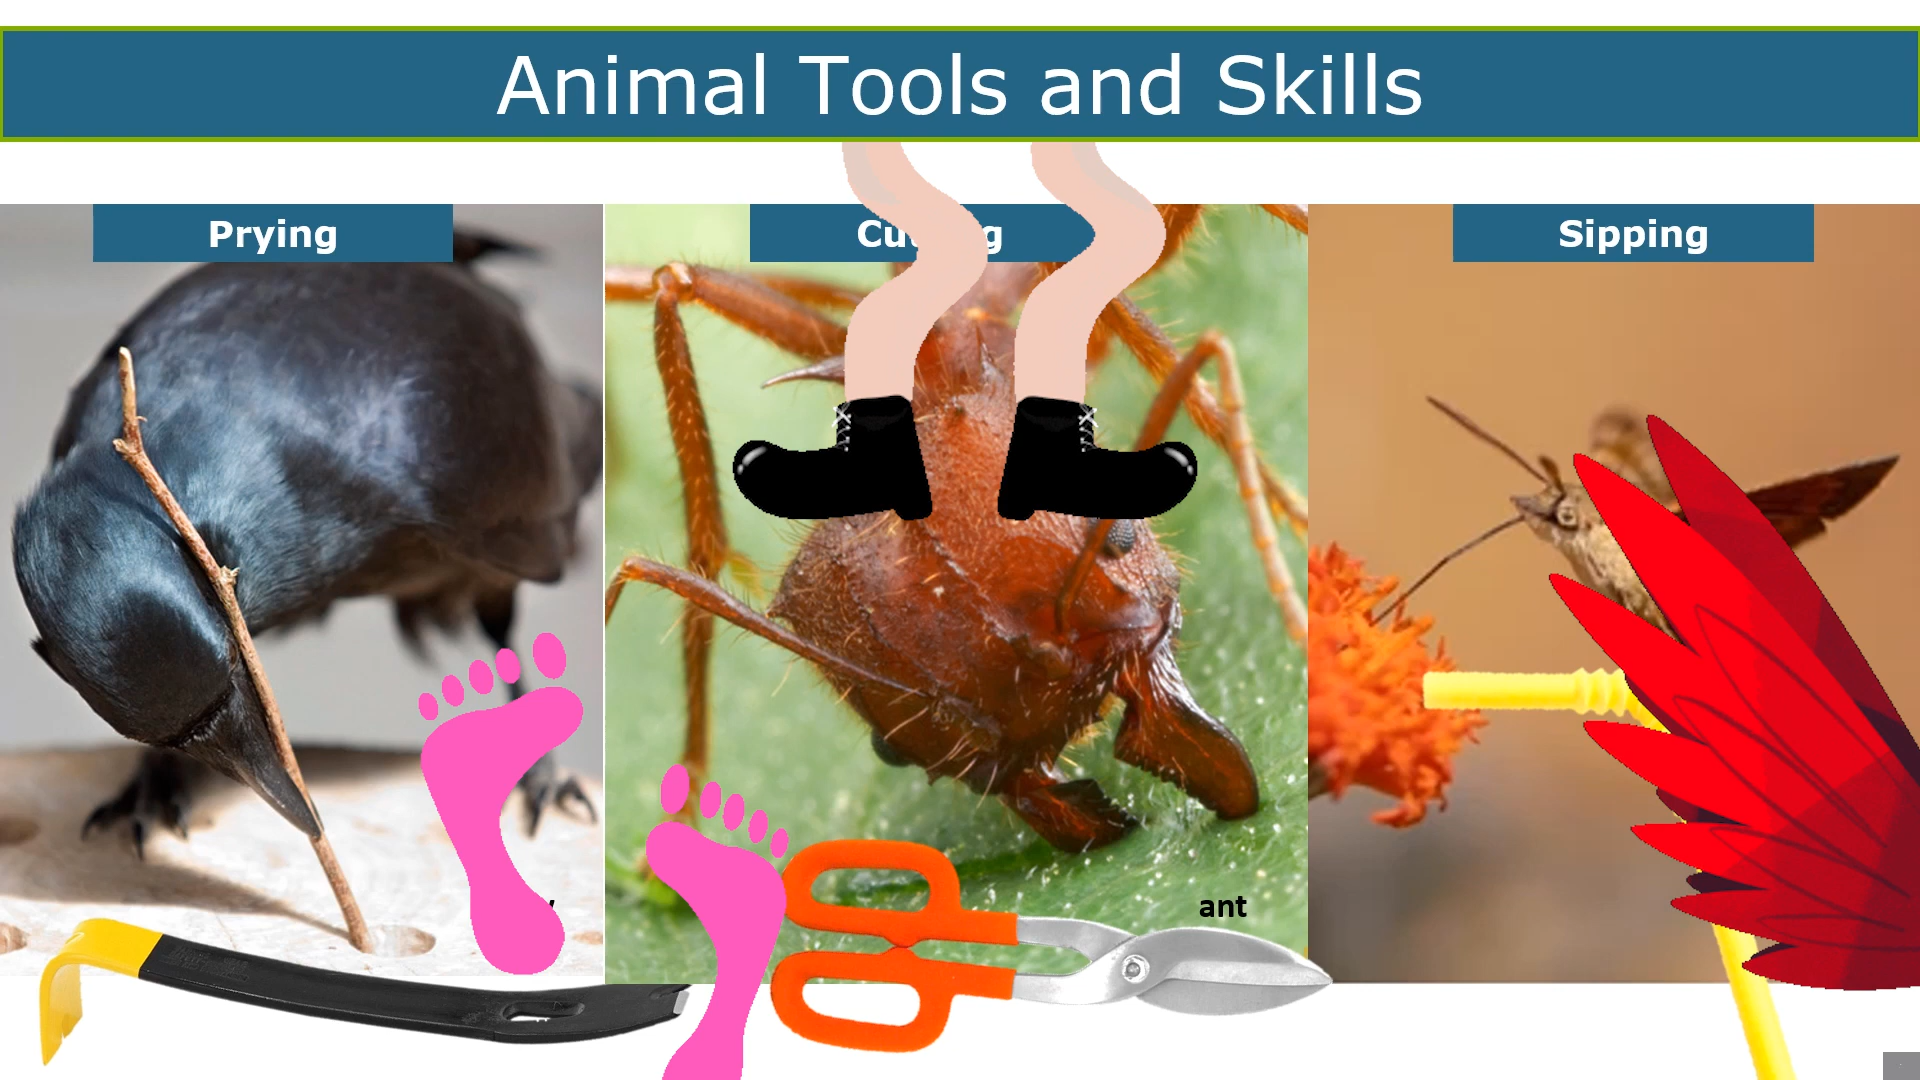 Animal Tools and Skills
Prying
Sipping
ant